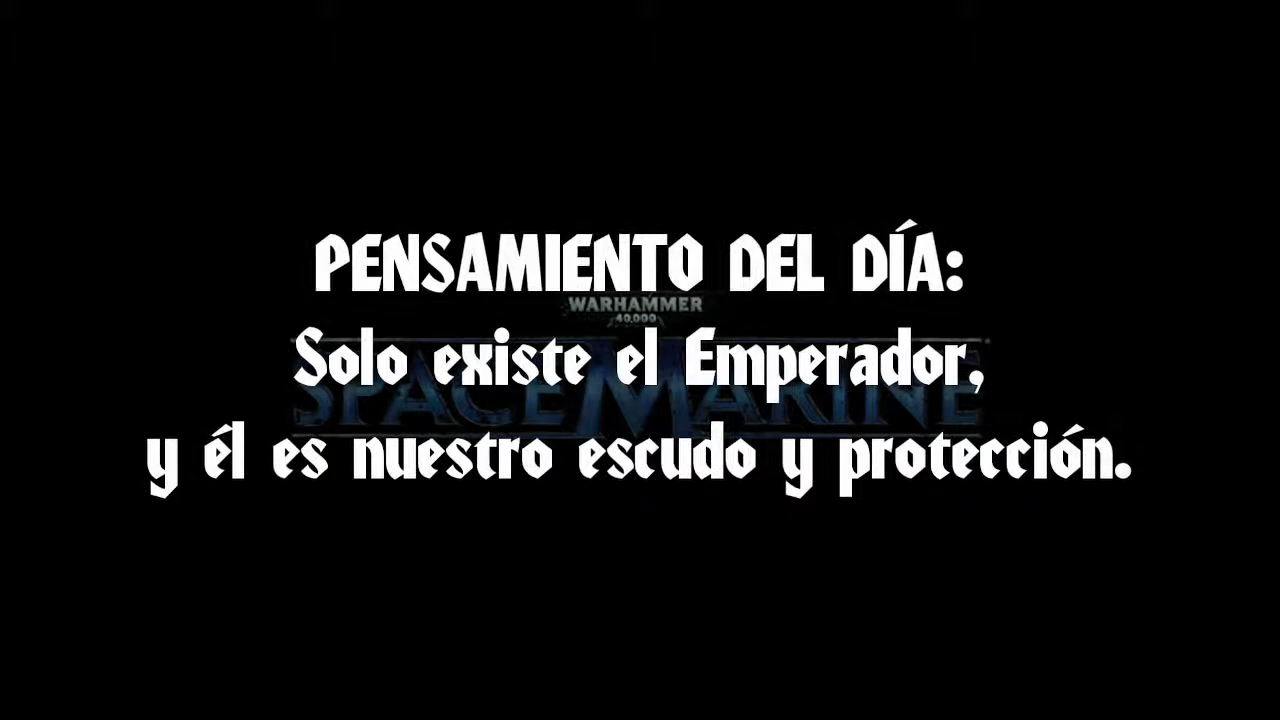 PENSAMIENTO DEL DÍA:
WARHAMMER
40,000
Solo existe el Emperador,
SPACE MARINE
y él es nuestro escudo y protección.